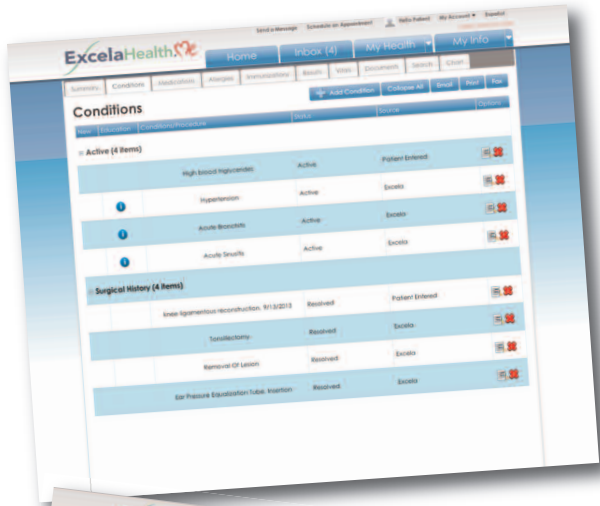 Send a Message Schedule an Appointment Hello Patient My Account Español
ExcelaHealth.Me Home Inbox (4) My Health My Info
Summary Conditions Medications Allergies Immunizations Results Vitals Documents Search Chart
Conditions
Add Condition Collapse All Email Print Fax
New Education Condition/Procedure Status Source Options
Active (4 items)
High blood triglycerides Active Patient Entered
Hypertension Active Excela
Acute Bronchitis Active Excela
Acute Sinusitis Active Excela
Surgical History (4 items)
knee ligamentous reconstruction, 9/13/2013 Resolved Patient Entered
Tonsillectomy Resolved Excela
Removal Of Lesion Resolved Excela
Ear Pressure Equalization Tube, Insertion Resolved Excela